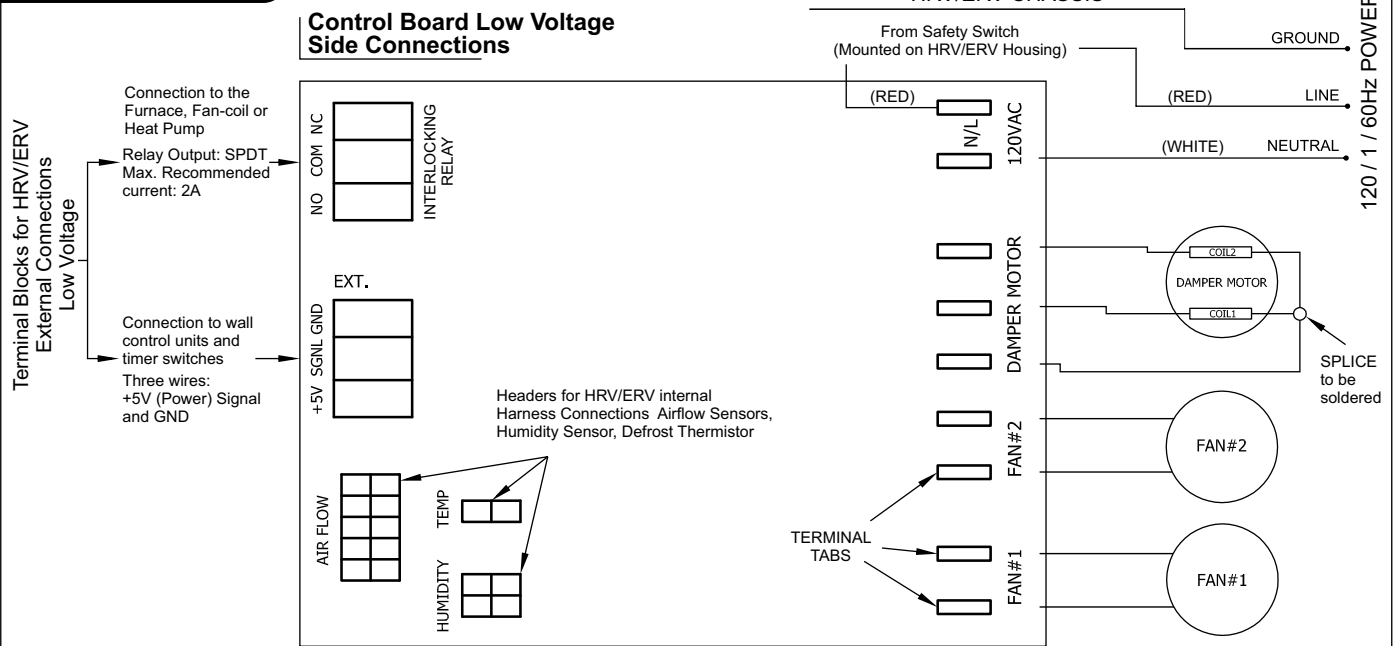 Control Board Low Voltage
Side Connections
From Safety Switch
(Mounted on HRV/ERV Housing)
GROUND
(RED)
(RED)
LINE
(WHITE)
NEUTRAL
120 / 1 / 60Hz POWER
Terminal Blocks for HRV/ERV
External Connections
Low Voltage
Connection to the
Furnace, Fan-coil or
Heat Pump
Relay Output: SPDT
Max. Recommended
current: 2A
NO COM NC
INTERLOCKING
RELAY
N/L
120VAC
EXT.
Connection to wall
control units and
timer switches
Three wires:
+5V (Power) Signal
and GND
+5V SGNL GND
Headers for HRV/ERV internal
Harness Connections Airflow Sensors,
Humidity Sensor, Defrost Thermistor
AIR FLOW
TEMP
HUMIDITY
DAMPER MOTOR
COIL2
DAMPER MOTOR
COIL1
SPLICE
to be
soldered
FAN#2
FAN#2
TERMINAL
TABS
FAN#1
FAN#1